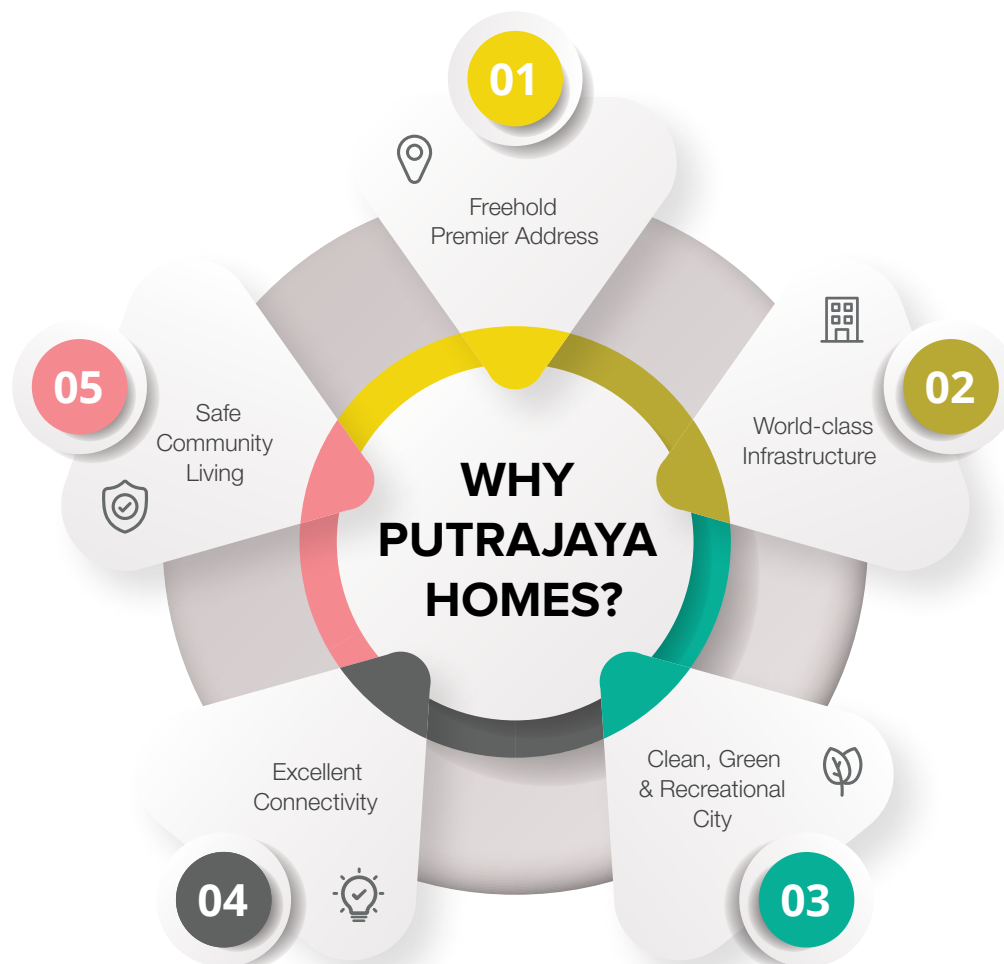 WHY
PUTRAJAYA
HOMES?
01
Freehold
Premier Address
02
World-class
Infrastructure
03
Clean, Green
& Recreational
City
04
Excellent
Connectivity
05
Safe
Community
Living